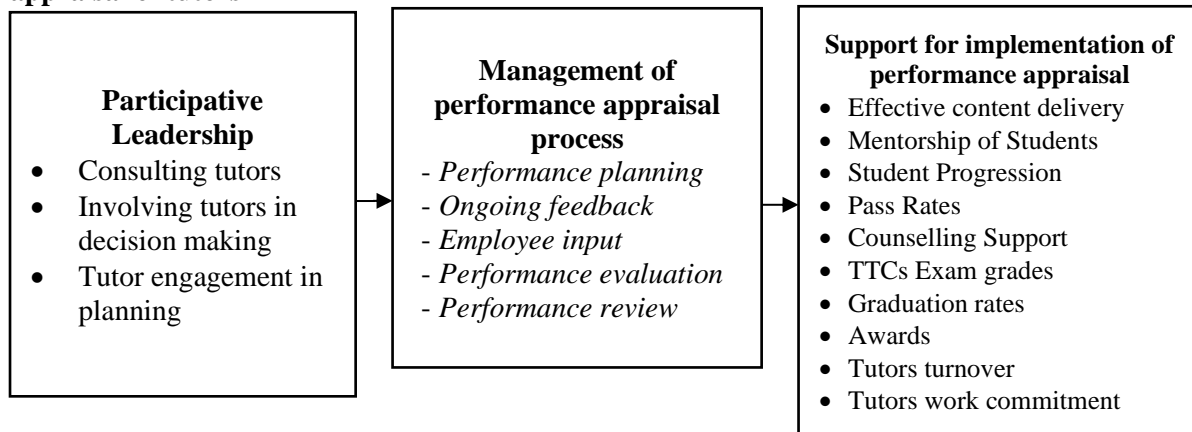 Participative
Leadership
• Consulting tutors
• Involving tutors in
decision making
• Tutor engagement in
planning
Management of
performance appraisal
process
- Performance planning
- Ongoing feedback
- Employee input
- Performance evaluation
- Performance review
Support for implementation of
performance appraisal
• Effective content delivery
• Mentorship of Students
• Student Progression
• Pass Rates
• Counselling Support
• TTCs Exam grades
• Graduation rates
• Awards
• Tutors turnover
• Tutors work commitment